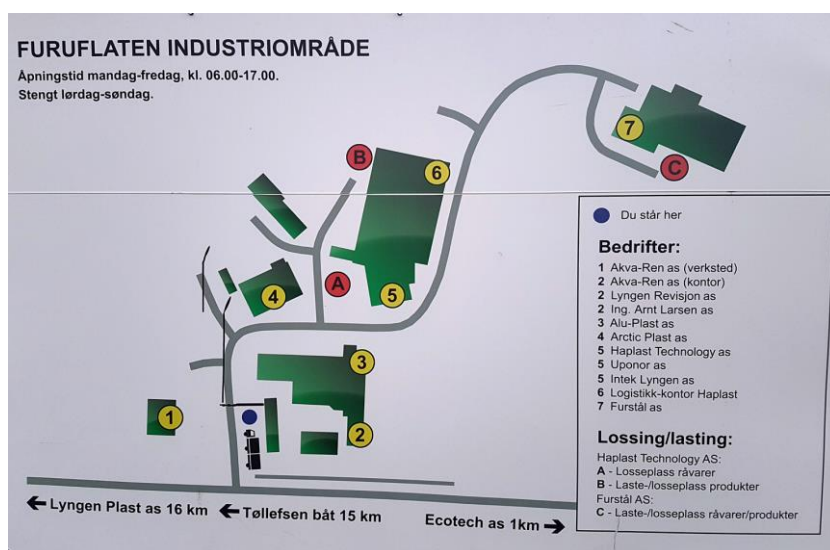 FURUFLATEN INDUSTRIOMRÅDE
Åpningstid mandag-fredag, kl. 06.00-17.00.
Stengt lørdag-søndag.
7
B
C
6
A
5
4
3
1
2
Du står her
Bedrifter:
1 Akva-Ren as (verksted)
2 Akva-Ren as (kontor)
2 Lyngen Revisjon as
2 Ing. Arnt Larsen as
3 Alu-Plast as
4 Arctic Plast as
5 Haplast Technology as
5 Uponor as
5 Intek Lyngen as
6 Logistikk-kontor Haplast
7 Furstål as
Lossing/lasting:
Haplast Technology AS:
A - Losseplass råvarer
B - Laste-/losseplass produkter
Furstål AS:
C - Laste-/losseplass råvarer/produkter
← Lyngen Plast as 16 km ← Tøllefsen båt 15 km Ecotech as 1km →